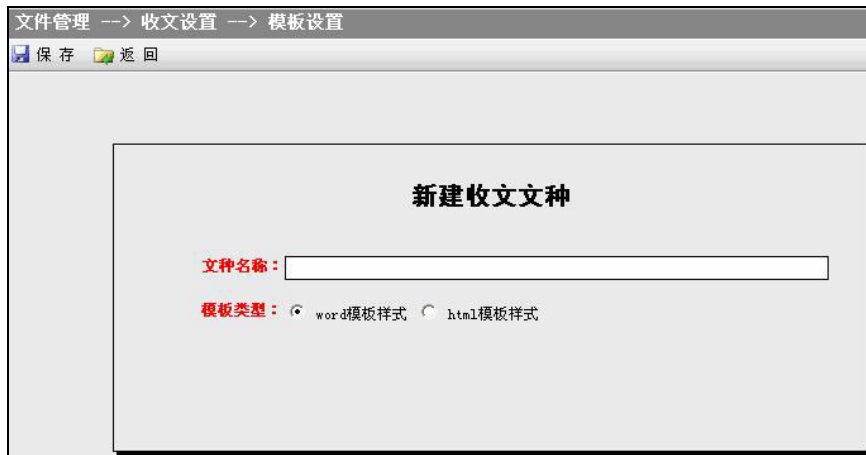 文件管理 --> 收文设置 --> 模板设置
保存 返回
新建收文文种
文种名称：
模板类型： word模板样式 html模板样式